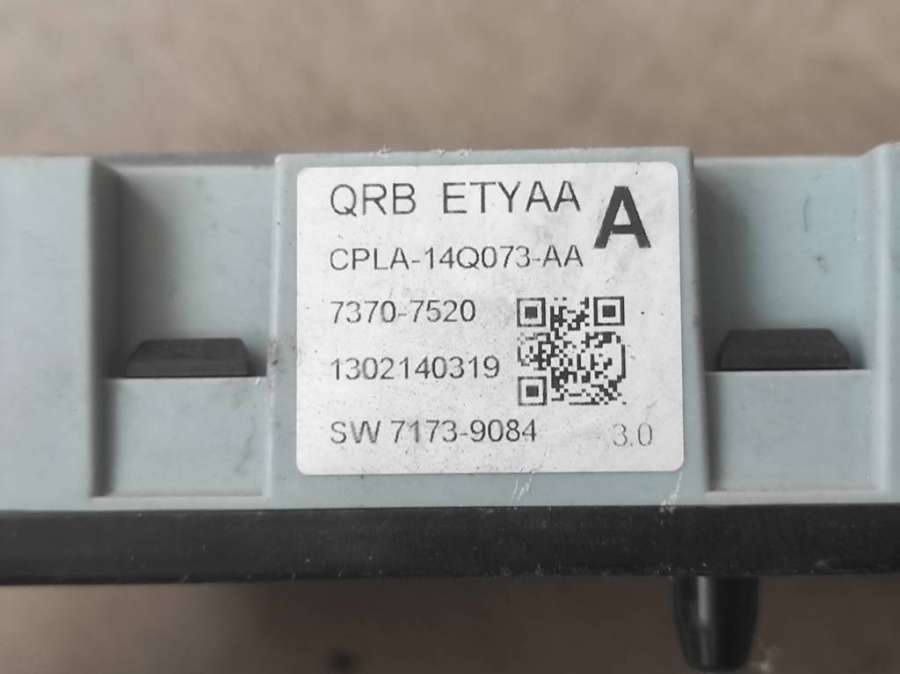 QRB ETYAA A
CPLA-14Q073-AA
7370-7520
1302140319
SW 7173-9084 3.0